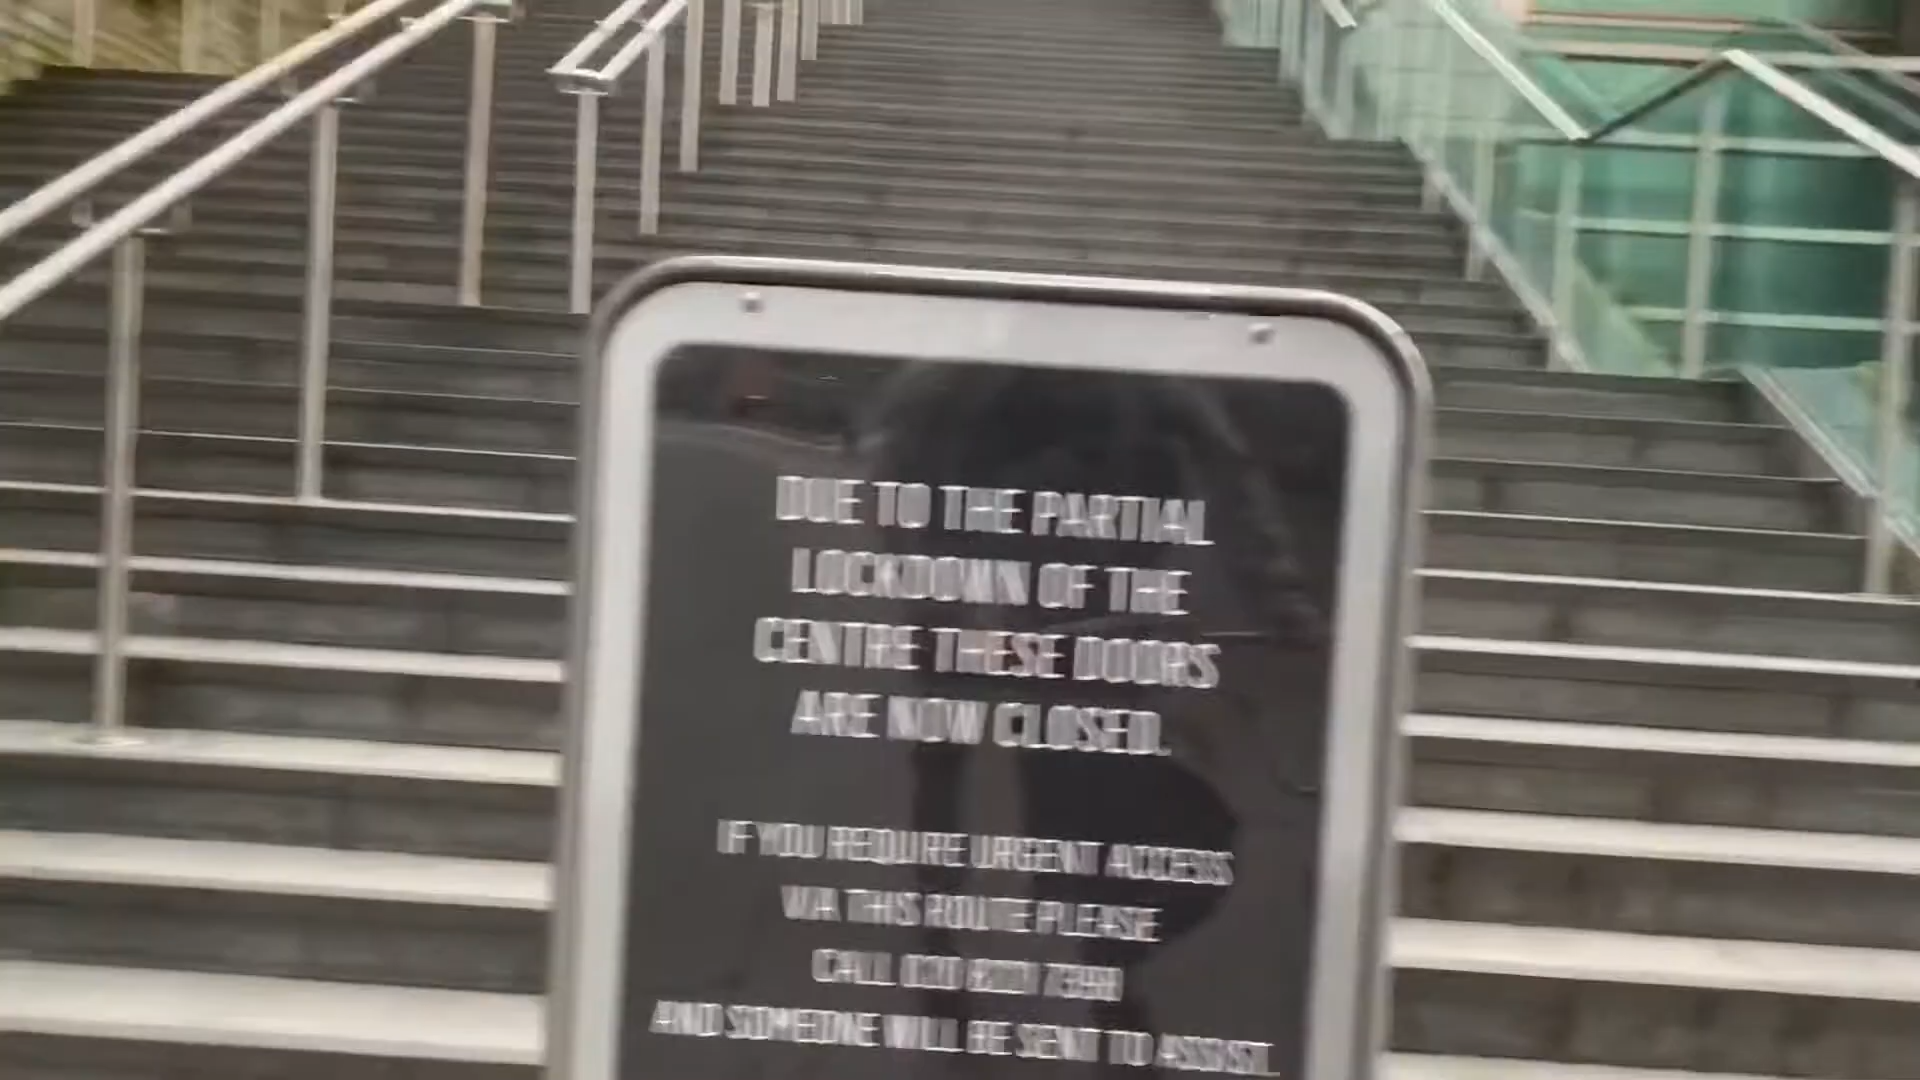 DUE TO THE PARTIAL
LOCKDOWN OF THE
CENTRE THESE DOORS
ARE NOW CLOSED.
IF YOU REQUIRE URGENT ACCESS
VIA THIS ROUTE PLEASE
CALL
AND SOMEONE WILL BE SENT TO ASSIST.